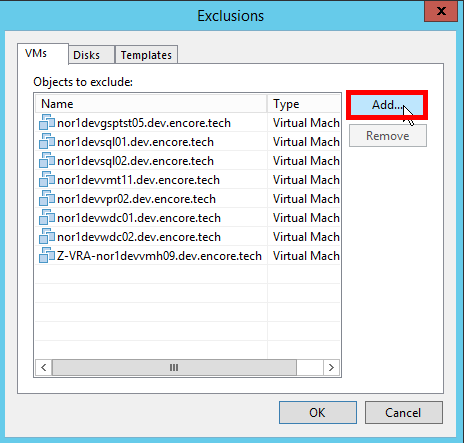 Exclusions
VMs Disks Templates
Objects to exclude:
Name Type
nor1devgsptst05.dev.encore.tech Virtual Mach
nor1devsql01.dev.encore.tech Virtual Mach
nor1devsql02.dev.encore.tech Virtual Mach
nor1devvmt11.dev.encore.tech Virtual Mach
nor1devvpr02.dev.encore.tech Virtual Mach
nor1devwdc01.dev.encore.tech Virtual Mach
nor1devwdc02.dev.encore.tech Virtual Mach
Z-VRA-nor1devvmh09.dev.encore.tech Virtual Mach
Add...
Remove
OK Cancel